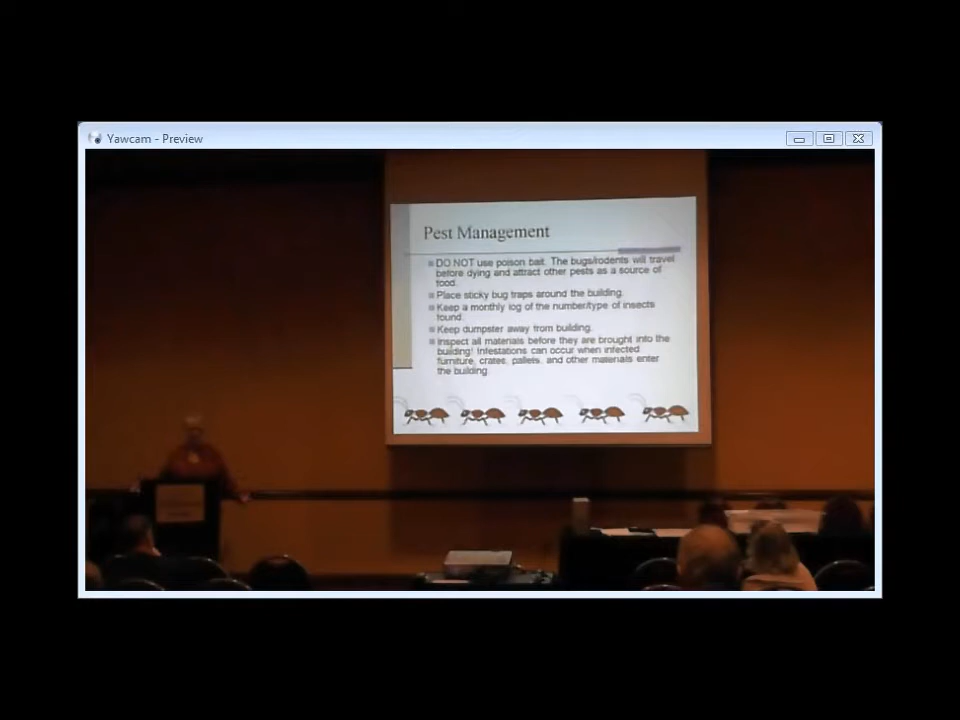 Yawcam - Preview
Pest Management
DO NOT use poison bait. The bugs/rodents will travel
before dying and attract other pests as a source of
food.
Place sticky bug traps around the building.
Keep a monthly log of the number/type of insects
found.
Keep dumpster away from building.
Inspect all materials before they are brought into the
building! Infestations can occur when infected
furniture, crates, pallets, and other materials enter
the building.